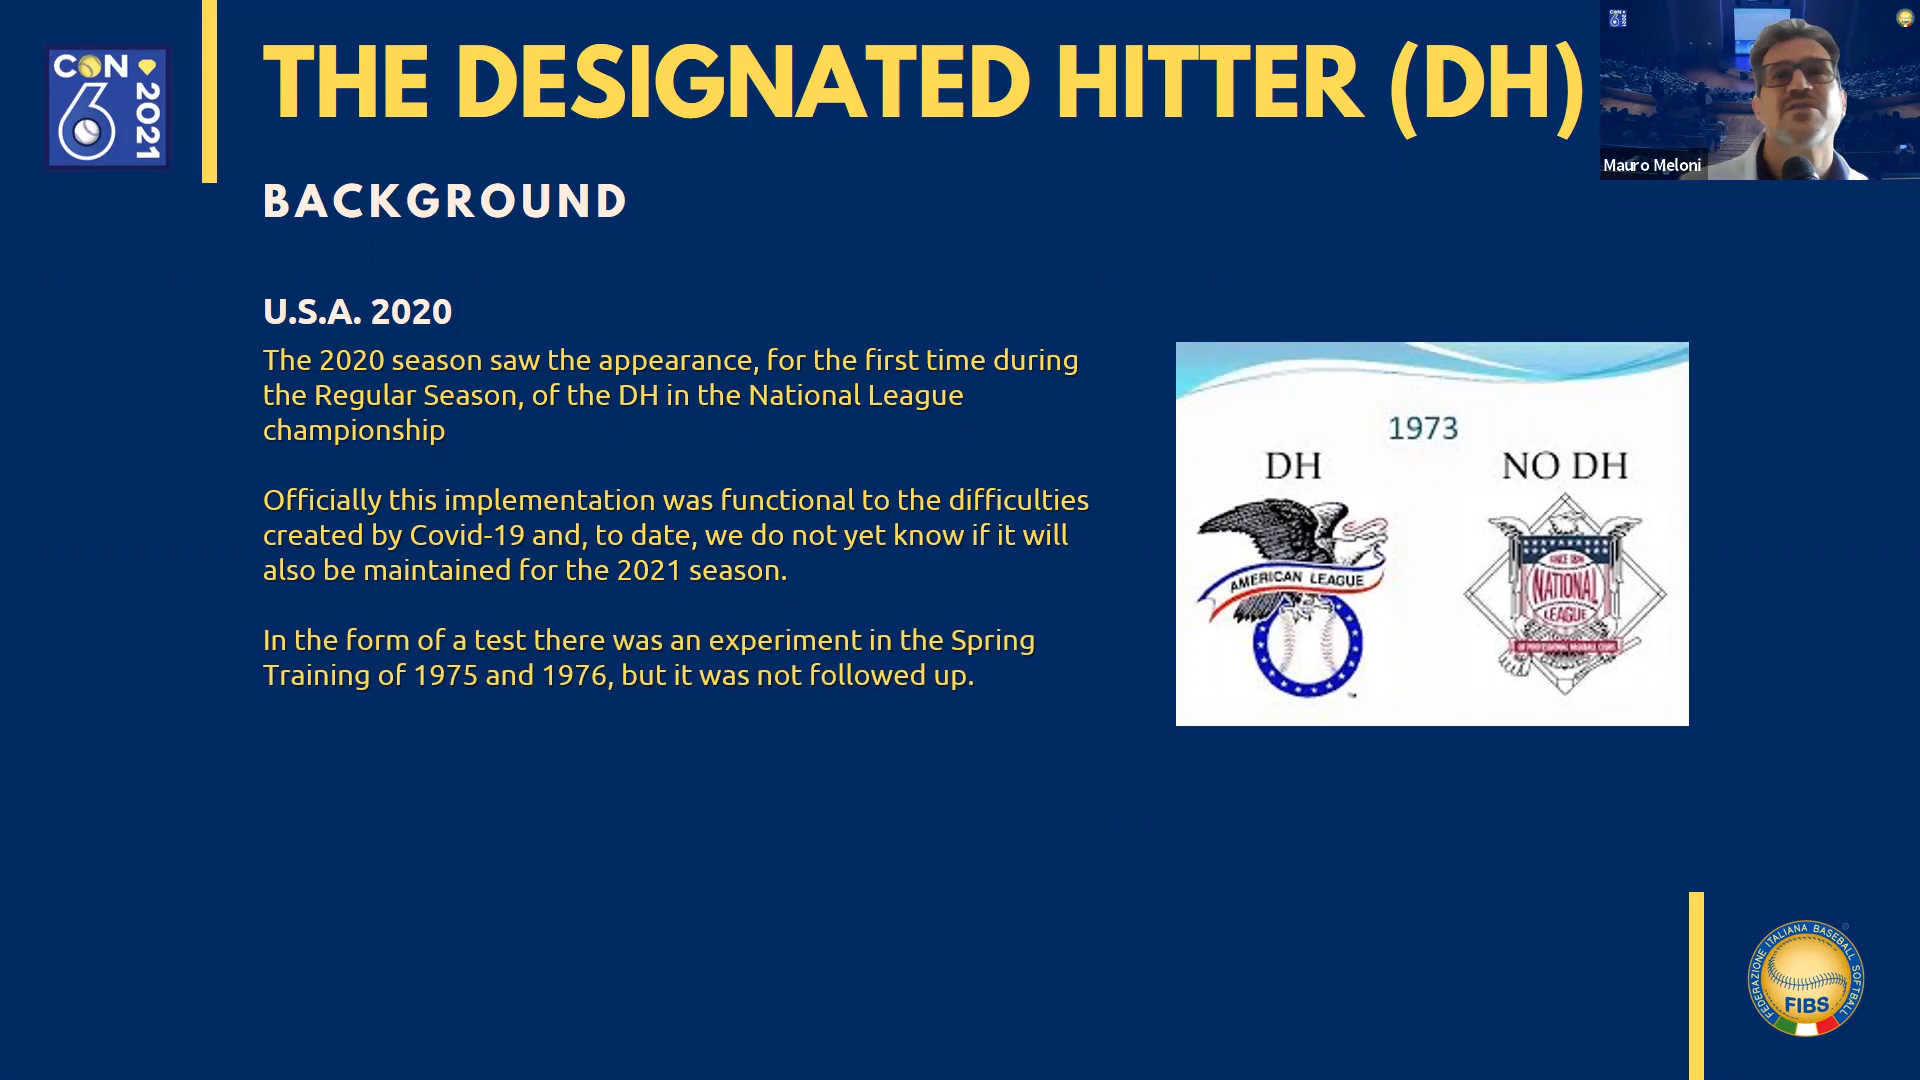 CON
6
2021
THE DESIGNATED HITTER (DH)
Mauro Meloni
BACKGROUND
U.S.A. 2020
The 2020 season saw the appearance, for the first time during
the Regular Season, of the DH in the National League
championship
Officially this implementation was functional to the difficulties
created by Covid-19 and, to date, we do not yet know if it will
also be maintained for the 2021 season.
In the form of a test there was an experiment in the Spring
Training of 1975 and 1976, but it was not followed up.
1973
DH
NO DH
AMERICAN LEAGUE
SINCE 1876
NATIONAL
LEAGUE
FEDERAZIONE ITALIANA BASEBALL SOFTBALL
FIBS